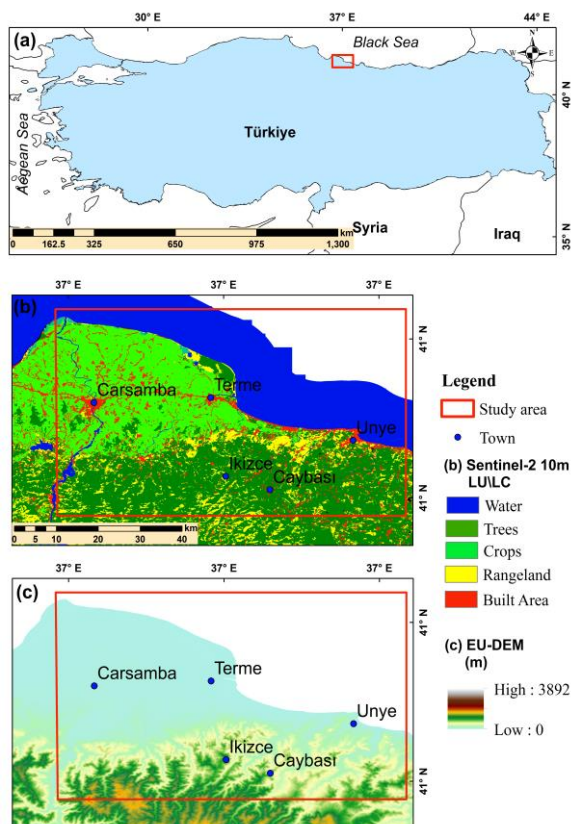 (a)
30° E
37° E
44° E
Black Sea
N
W
E
S
40° N
Aegean Sea
Türkiye
Syria
Iraq
35° N
km
0 162.5 325 650 975 1,300
37° E
37° E
37° E
(b)
41° N
Carsamba
Terme
Unye
Ikizce
Caybası
41° N
km
0 5 10 20 30 40
Legend
Study area
Town
(b) Sentinel-2 10m
LU\LC
Water
Trees
Crops
Rangeland
Built Area
(c) EU-DEM
(m)
High : 3892
Low : 0
37° E
37° E
37° E
(c)
41° N
Carsamba
Terme
Unye
Ikizce
Caybası
41° N